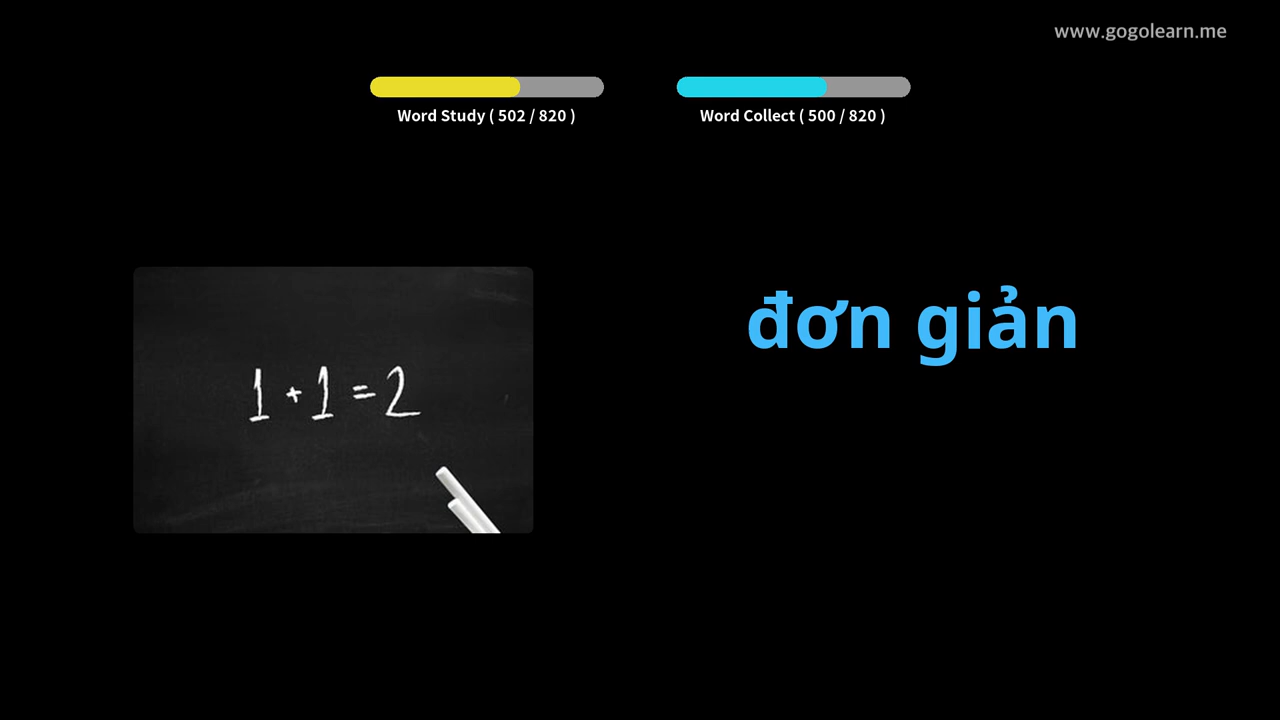 www.gogolearn.me
Word Study ( 502 / 820 )
Word Collect ( 500 / 820 )
đơn giản
1 + 1 = 2